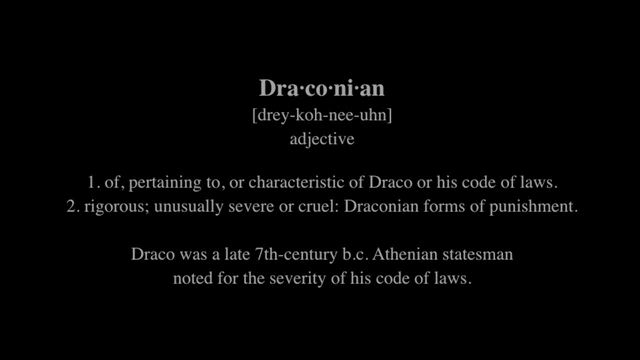 Dra·co·ni·an
[drey-koh-nee-uhn]
adjective
1. of, pertaining to, or characteristic of Draco or his code of laws.
2. rigorous; unusually severe or cruel: Draconian forms of punishment.
Draco was a late 7th-century b.c. Athenian statesman
noted for the severity of his code of laws.